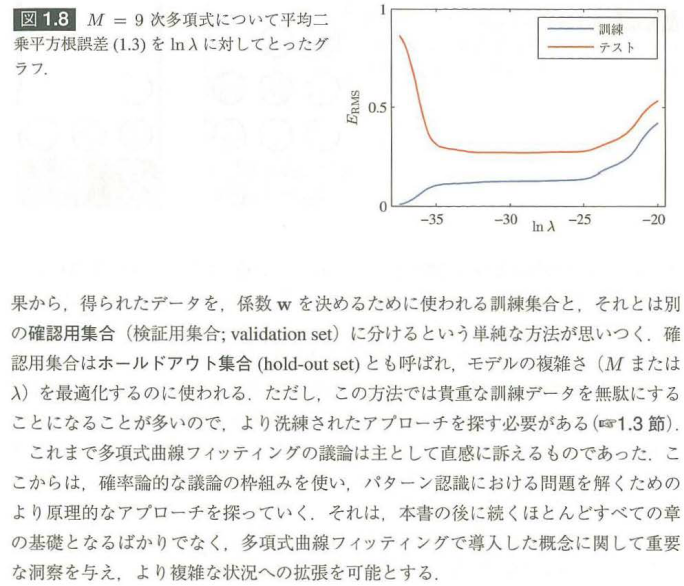 図 1.8 M = 9 次多項式について平均二
乗平方根誤差 (1.3) を ln λ に対してとったグ
ラフ.
訓練
テスト
1
0.5
0
E_RMS
−35
−30
−25
−20
ln λ
果から,得られたデータを,係数 w を決めるために使われる訓練集合と,それとは別
の確認用集合(検証用集合; validation set)に分けるという単純な方法が思いつく.確
認用集合はホールドアウト集合 (hold-out set) とも呼ばれ,モデルの複雑さ(M または
λ)を最適化するのに使われる.ただし,この方法では貴重な訓練データを無駄にする
ことになることが多いので,より洗練されたアプローチを探す必要がある(☞1.3 節).
これまで多項式曲線フィッティングの議論は主として直感に訴えるものであった.こ
こからは,確率論的な議論の枠組みを使い,パターン認識における問題を解くための
より原理的なアプローチを探っていく.それは,本書の後に続くほとんどすべての章
の基礎となるばかりでなく,多項式曲線フィッティングで導入した概念に関して重要
な洞察を与え,より複雑な状況への拡張を可能とする.